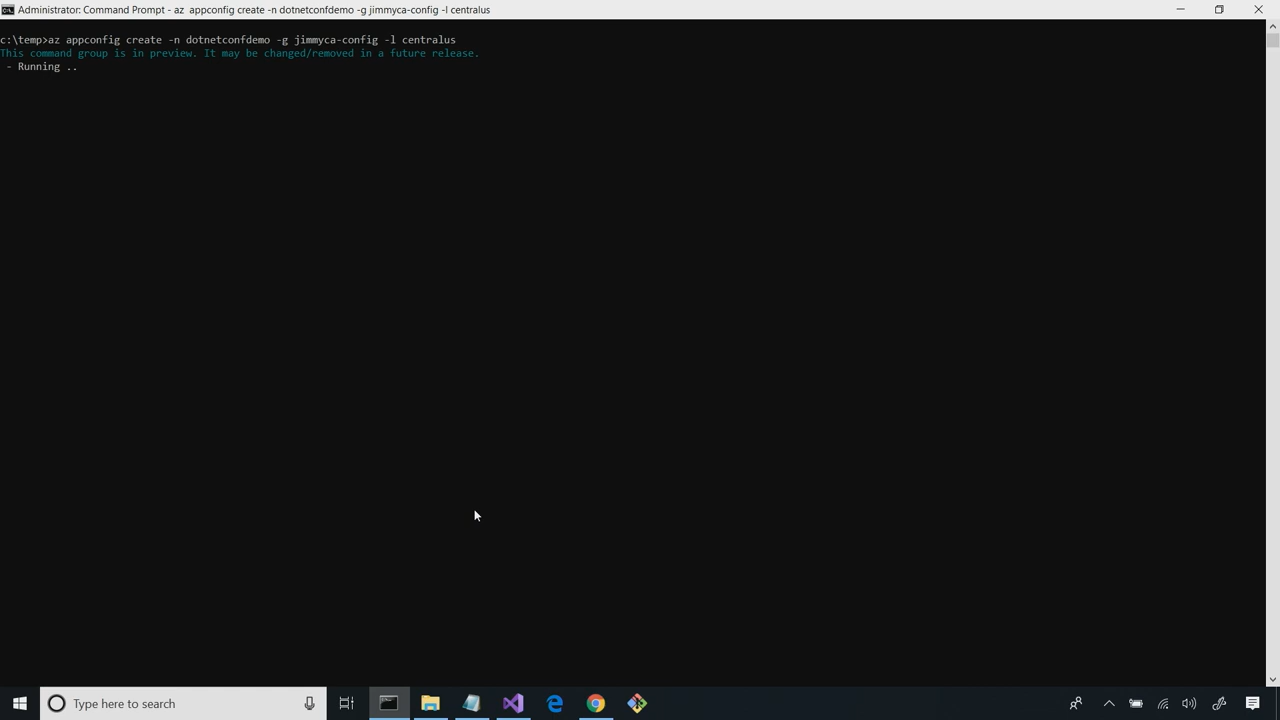 Administrator: Command Prompt - az  appconfig create -n dotnetconfdemo -g jimmyca-config -l centralus
c:\temp>az appconfig create -n dotnetconfdemo -g jimmyca-config -l centralus
This command group is in preview. It may be changed/removed in a future release.
 - Running ..
Type here to search